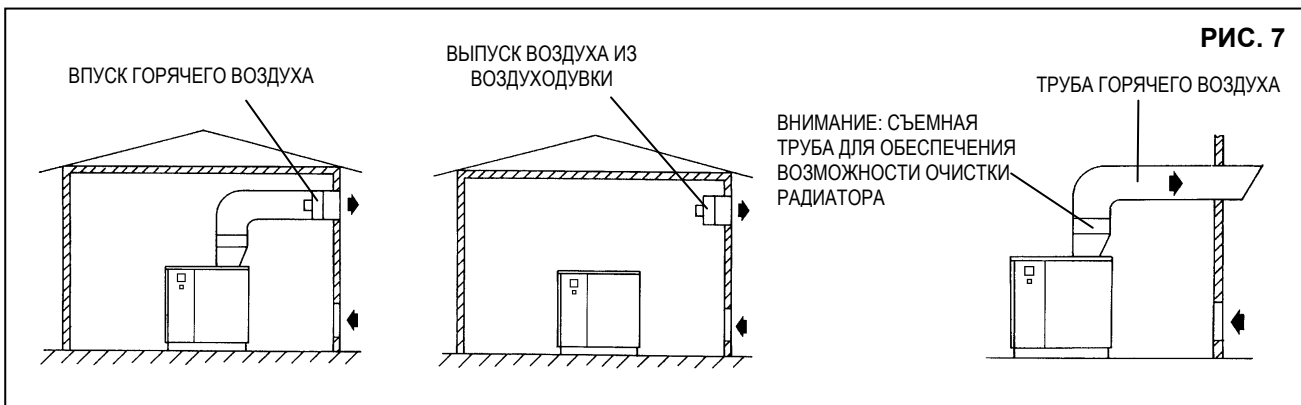 РИС. 7
ВПУСК ГОРЯЧЕГО ВОЗДУХА
ВЫПУСК ВОЗДУХА ИЗ
ВОЗДУХОДУВКИ
ТРУБА ГОРЯЧЕГО ВОЗДУХА
ВНИМАНИЕ: СЪЕМНАЯ
ТРУБА ДЛЯ ОБЕСПЕЧЕНИЯ
ВОЗМОЖНОСТИ ОЧИСТКИ
РАДИАТОРА